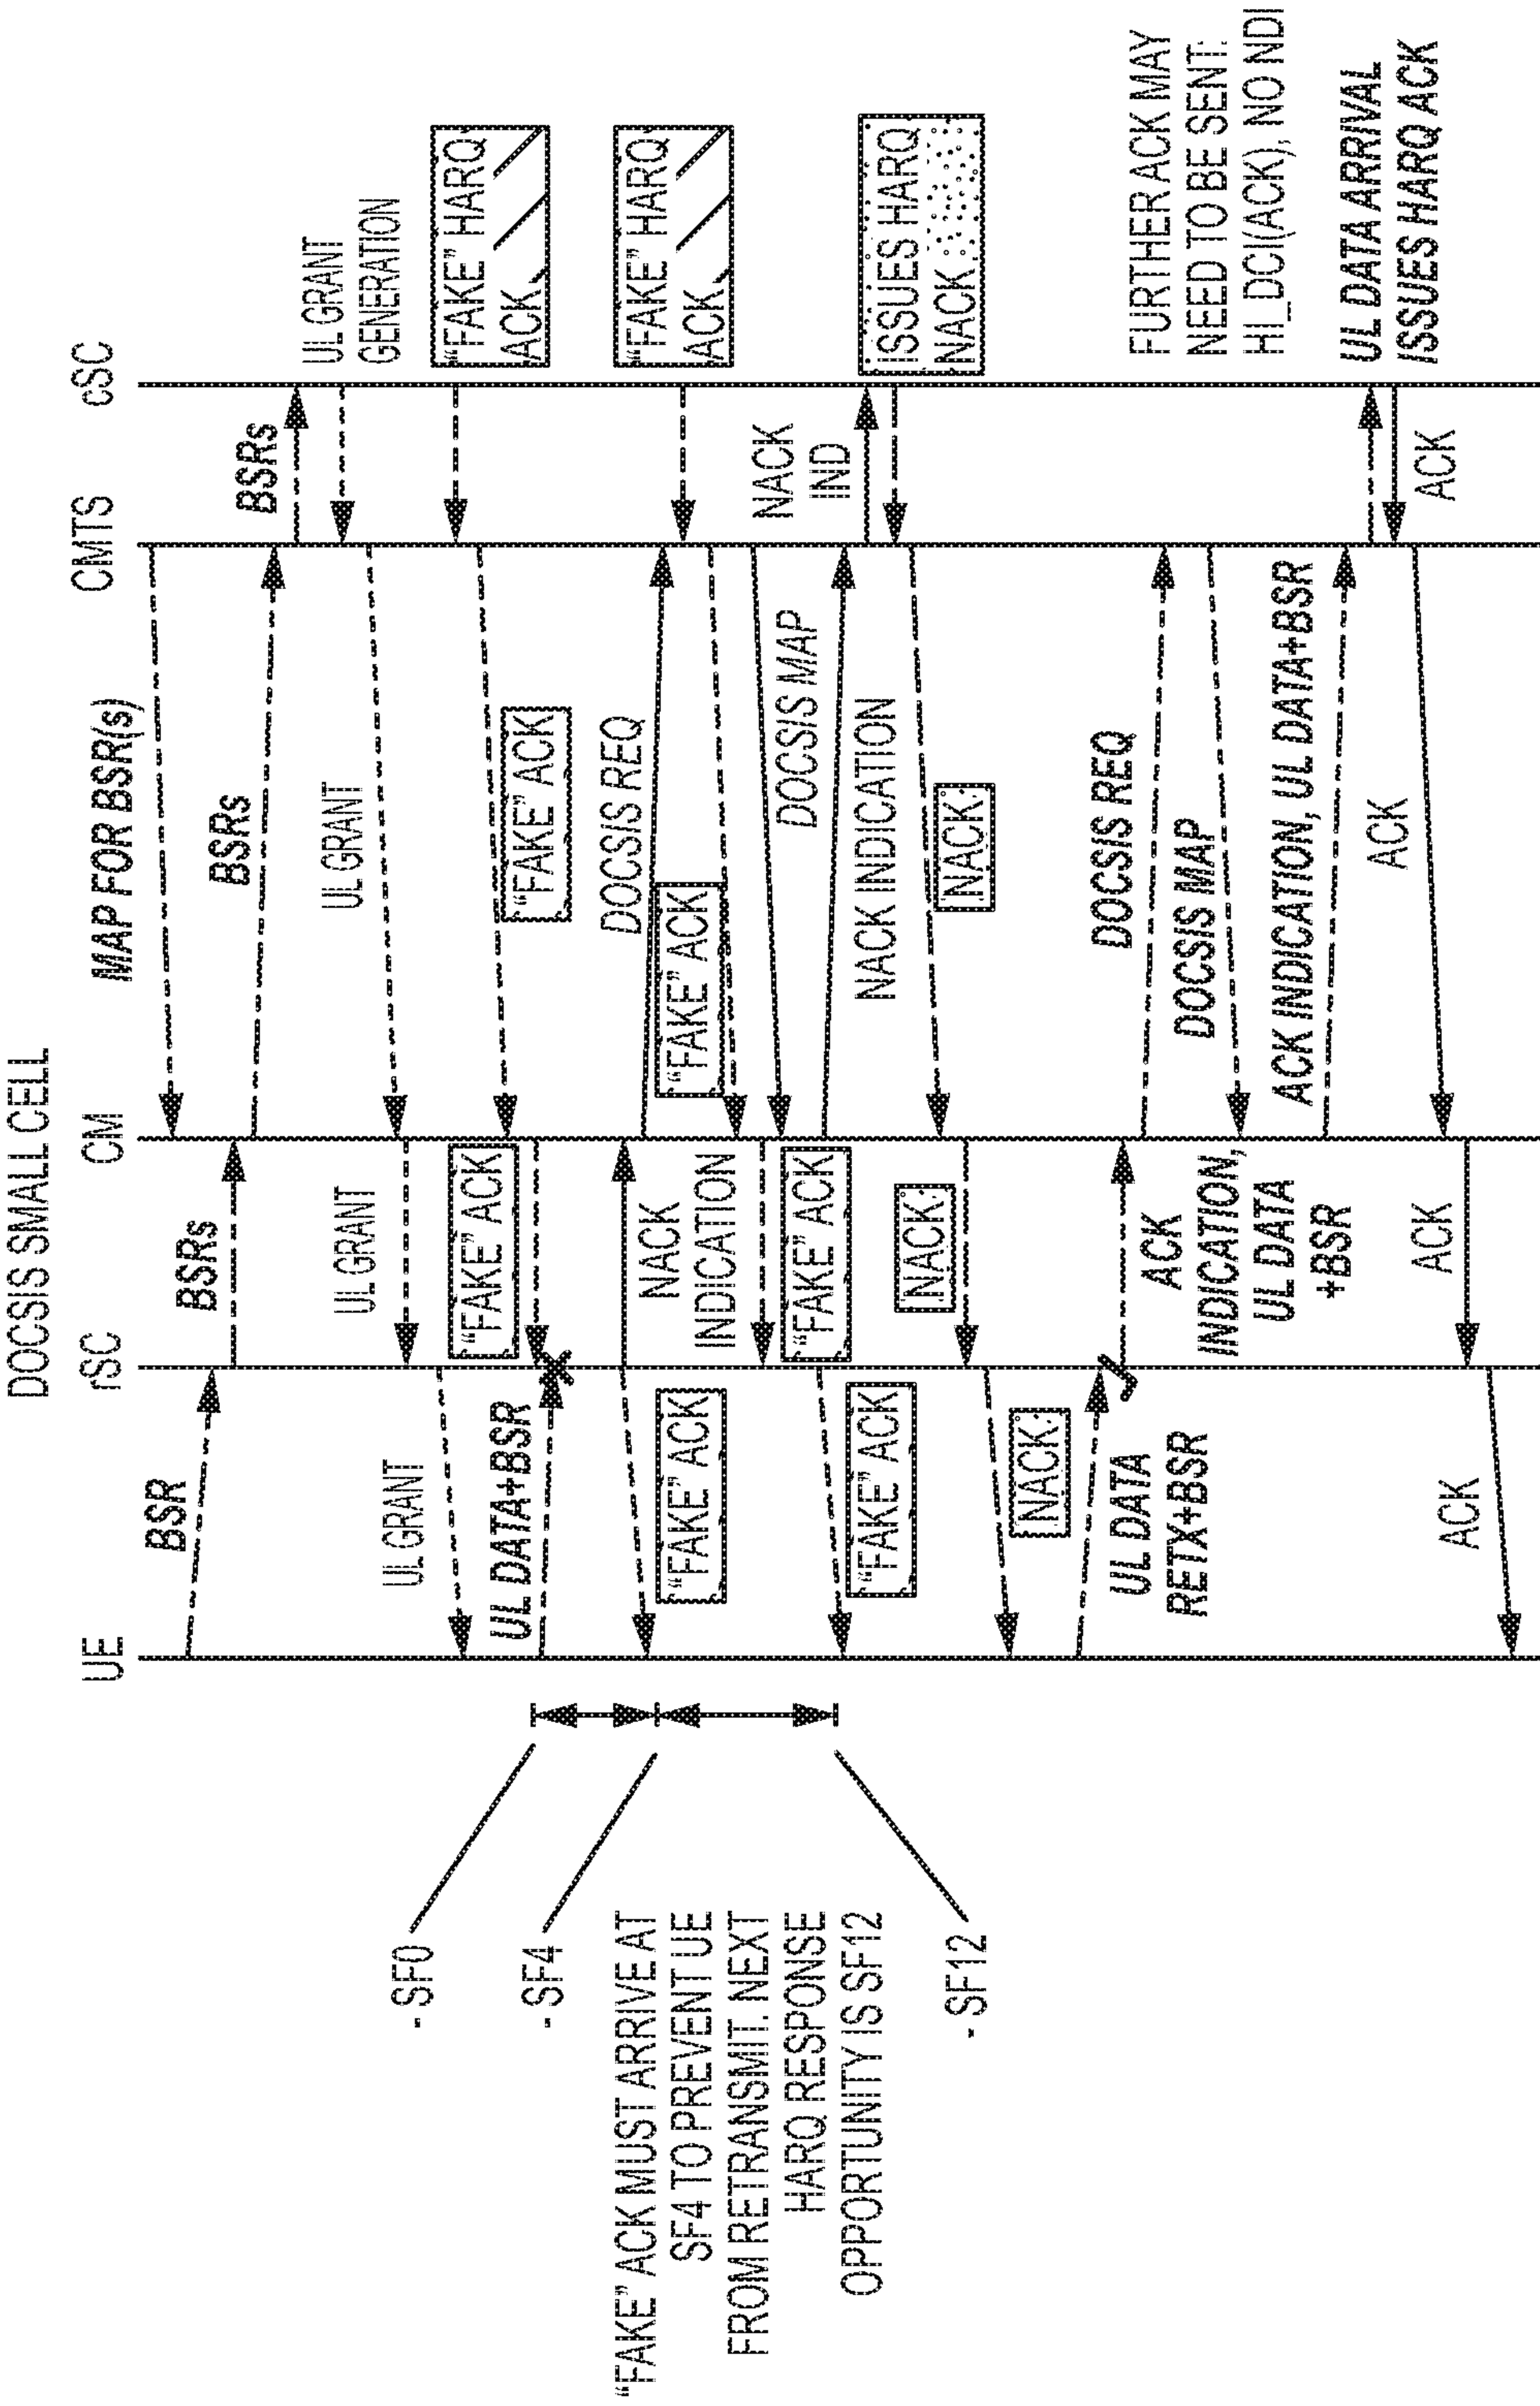 DOCSIS SMALL CELL
UE
rSC
CM
CMTS
cSC
BSR
BSRs
MAP FOR BSR(s)
BSRs
BSRs
UL GRANT
GENERATION
UL GRANT
UL GRANT
UL GRANT
"FAKE" HARQ
ACK
"FAKE" ACK
"FAKE" ACK
UL DATA+BSR
"FAKE" ACK
- SF0
- SF4
"FAKE" ACK MUST ARRIVE AT
SF4 TO PREVENT UE
FROM RETRANSMIT. NEXT
HARQ RESPONSE
OPPORTUNITY IS SF12
- SF12
NACK
INDICATION
DOCSIS REQ
"FAKE" HARQ
ACK
"FAKE" ACK
"FAKE" ACK
"FAKE" ACK
DOCSIS MAP
NACK INDICATION
NACK
IND
ISSUES HARQ
NACK
NACK
NACK
NACK
UL DATA
RETX+BSR
ACK
INDICATION,
UL DATA
+BSR
DOCSIS REQ
DOCSIS MAP
ACK INDICATION, UL DATA+BSR
FURTHER ACK MAY
NEED TO BE SENT:
HI_DCI(ACK), NO NDI
UL DATA ARRIVAL
ISSUES HARQ ACK
ACK
ACK
ACK
ACK